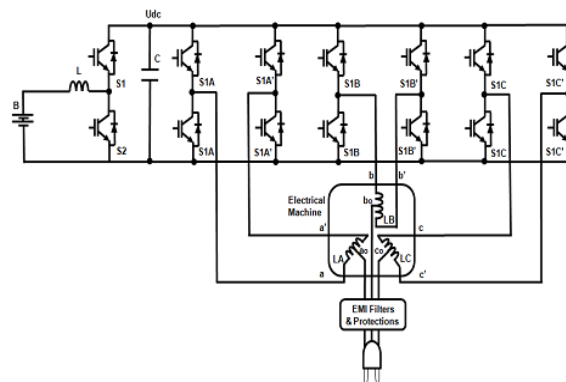 Udc
L
C
S1
S1A
S1A'
S1B
S1B'
S1C
S1C'
B
S2
S1A
S1A'
S1B
S1B'
S1C
S1C'
b
b'
Electrical
Machine
bo
LB
a'
c
LA
ao
co
LC
a
c'
EMI Filters
& Protections